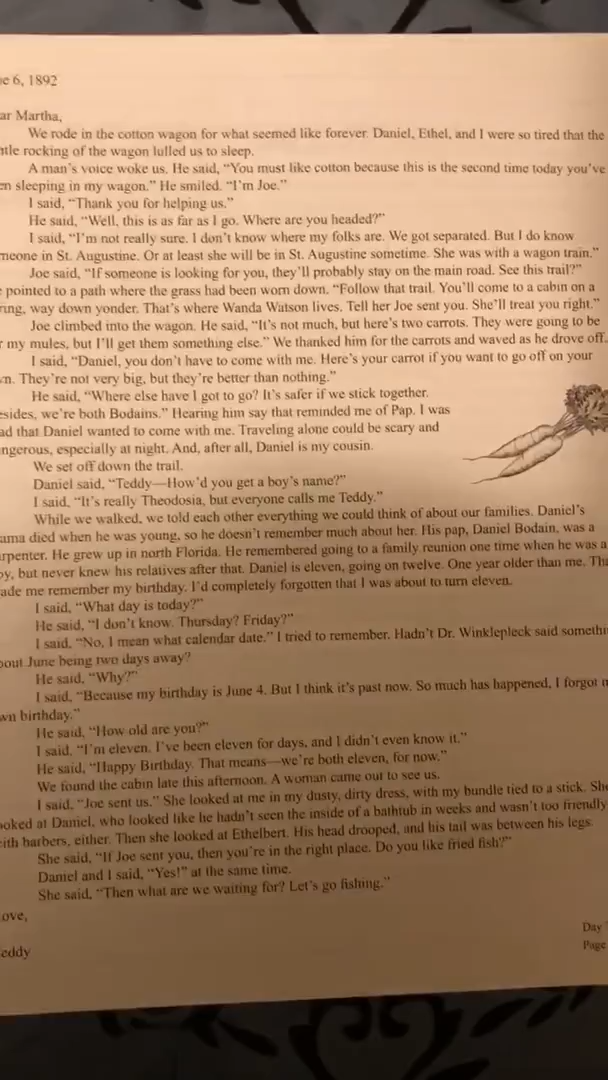 e 6, 1892
ar Martha,
We rode in the cotton wagon for what seemed like forever. Daniel, Ethel, and I were so tired that the
ntle rocking of the wagon lulled us to sleep.
A man's voice woke us. He said, “You must like cotton because this is the second time today you've
en sleeping in my wagon.” He smiled. “I'm Joe.”
I said, “Thank you for helping us.”
He said, “Well, this is as far as I go. Where are you headed?”
I said, “I'm not really sure. I don't know where my folks are. We got separated. But I do know
meone in St. Augustine. Or at least she will be in St. Augustine sometime. She was with a wagon train.”
Joe said, “If someone is looking for you, they'll probably stay on the main road. See this trail?”
pointed to a path where the grass had been worn down. “Follow that trail. You'll come to a cabin on a
ring, way down yonder. That's where Wanda Watson lives. Tell her Joe sent you. She'll treat you right.”
Joe climbed into the wagon. He said, “It's not much, but here's two carrots. They were going to be
r my mules, but I'll get them something else.” We thanked him for the carrots and waved as he drove off.
I said, “Daniel, you don't have to come with me. Here's your carrot if you want to go off on your
n. They're not very big, but they're better than nothing.”
He said, “Where else have I got to go? It's safer if we stick together.
esides, we're both Bodains.” Hearing him say that reminded me of Pap. I was
ad that Daniel wanted to come with me. Traveling alone could be scary and
ngerous, especially at night. And, after all, Daniel is my cousin.
We set off down the trail.
Daniel said, “Teddy—How'd you get a boy's name?”
I said, “It's really Theodosia, but everyone calls me Teddy.”
While we walked, we told each other everything we could think of about our families. Daniel's
ama died when he was young, so he doesn't remember much about her. His pap, Daniel Bodain, was a
arpenter. He grew up in north Florida. He remembered going to a family reunion one time when he was a
oy, but never knew his relatives after that. Daniel is eleven, going on twelve. One year older than me. Tha
ade me remember my birthday. I'd completely forgotten that I was about to turn eleven.
I said, “What day is today?”
He said, “I don't know. Thursday? Friday?”
I said, “No, I mean what calendar date.” I tried to remember. Hadn't Dr. Winklepleck said somethi
bout June being two days away?
He said, “Why?”
I said, “Because my birthday is June 4. But I think it's past now. So much has happened, I forgot m
wn birthday.”
He said, “How old are you?”
I said, “I'm eleven. I've been eleven for days, and I didn't even know it.”
He said, “Happy Birthday. That means—we're both eleven, for now.”
We found the cabin late this afternoon. A woman came out to see us.
I said, “Joe sent us.” She looked at me in my dusty, dirty dress, with my bundle tied to a stick. She
ooked at Daniel, who looked like he hadn't seen the inside of a bathtub in weeks and wasn't too friendly
ith barbers, either. Then she looked at Ethelbert. His head drooped, and his tail was between his legs.
She said, “If Joe sent you, then you're in the right place. Do you like fried fish?”
Daniel and I said, “Yes!” at the same time.
She said, “Then what are we waiting for? Let's go fishing.”
ove,
eddy
Day
Page